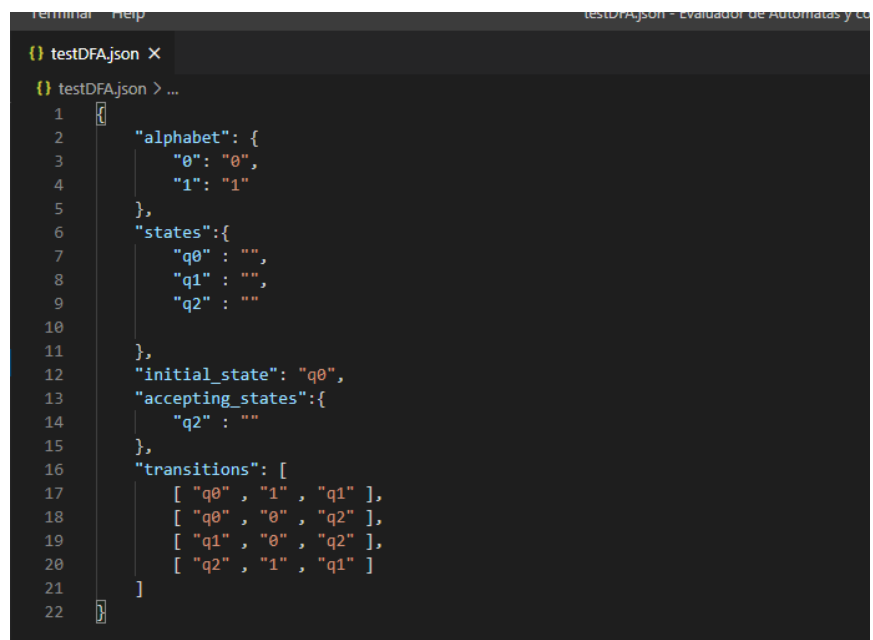 Terminal Help testDFA.json - Evaluador de Automatas y co
{} testDFA.json ×
{} testDFA.json > ...
1 {
2 "alphabet": {
3 "0": "0",
4 "1": "1"
5 },
6 "states":{
7 "q0" : "",
8 "q1" : "",
9 "q2" : ""
10
11 },
12 "initial_state": "q0",
13 "accepting_states":{
14 "q2" : ""
15 },
16 "transitions": [
17 [ "q0" , "1" , "q1" ],
18 [ "q0" , "0" , "q2" ],
19 [ "q1" , "0" , "q2" ],
20 [ "q2" , "1" , "q1" ]
21 ]
22 }